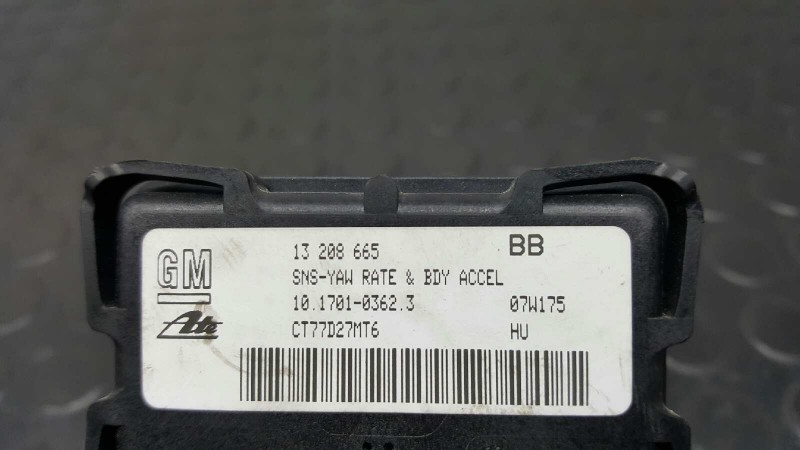 GM
13 208 665 BB
SNS-YAW RATE & BDY ACCEL
10.1701-0362.3 07W175
Ate CT77D27MT6 HU